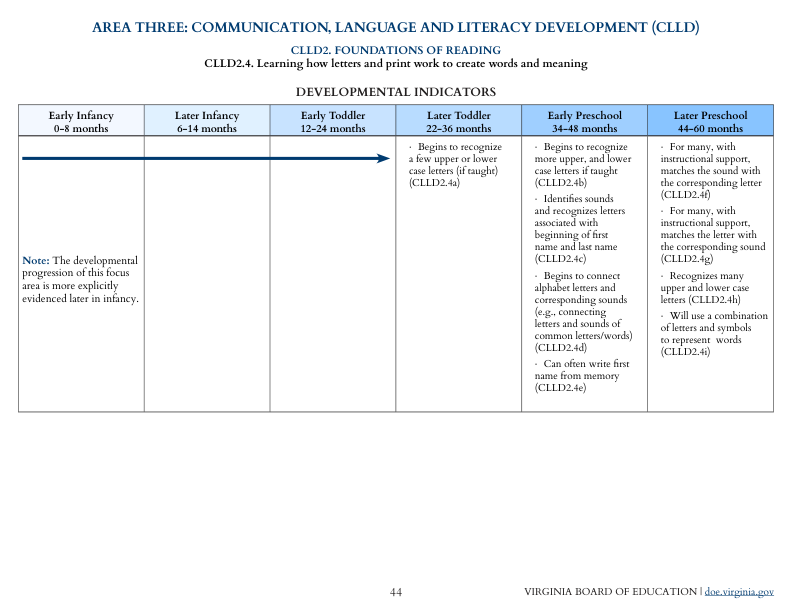 AREA THREE: COMMUNICATION, LANGUAGE AND LITERACY DEVELOPMENT (CLLD)
CLLD2. FOUNDATIONS OF READING
CLLD2.4. Learning how letters and print work to create words and meaning
DEVELOPMENTAL INDICATORS
Early Infancy
0–8 months
Later Infancy
6–14 months
Early Toddler
12–24 months
Later Toddler
22–36 months
Early Preschool
34–48 months
Later Preschool
44–60 months
Note: The developmental
progression of this focus
area is more explicitly
evidenced later in infancy.
· Begins to recognize
a few upper or lower
case letters (if taught)
(CLLD2.4a)
· Begins to recognize
more upper, and lower
case letters if taught
(CLLD2.4b)
· Identifies sounds
and recognizes letters
associated with
beginning of first
name and last name
(CLLD2.4c)
· Begins to connect
alphabet letters and
corresponding sounds
(e.g., connecting
letters and sounds of
common letters/words)
(CLLD2.4d)
· Can often write first
name from memory
(CLLD2.4e)
· For many, with
instructional support,
matches the sound with
the corresponding letter
(CLLD2.4f)
· For many, with
instructional support,
matches the letter with
the corresponding sound
(CLLD2.4g)
· Recognizes many
upper and lower case
letters (CLLD2.4h)
· Will use a combination
of letters and symbols
to represent words
(CLLD2.4i)
44
VIRGINIA BOARD OF EDUCATION | doe.virginia.gov